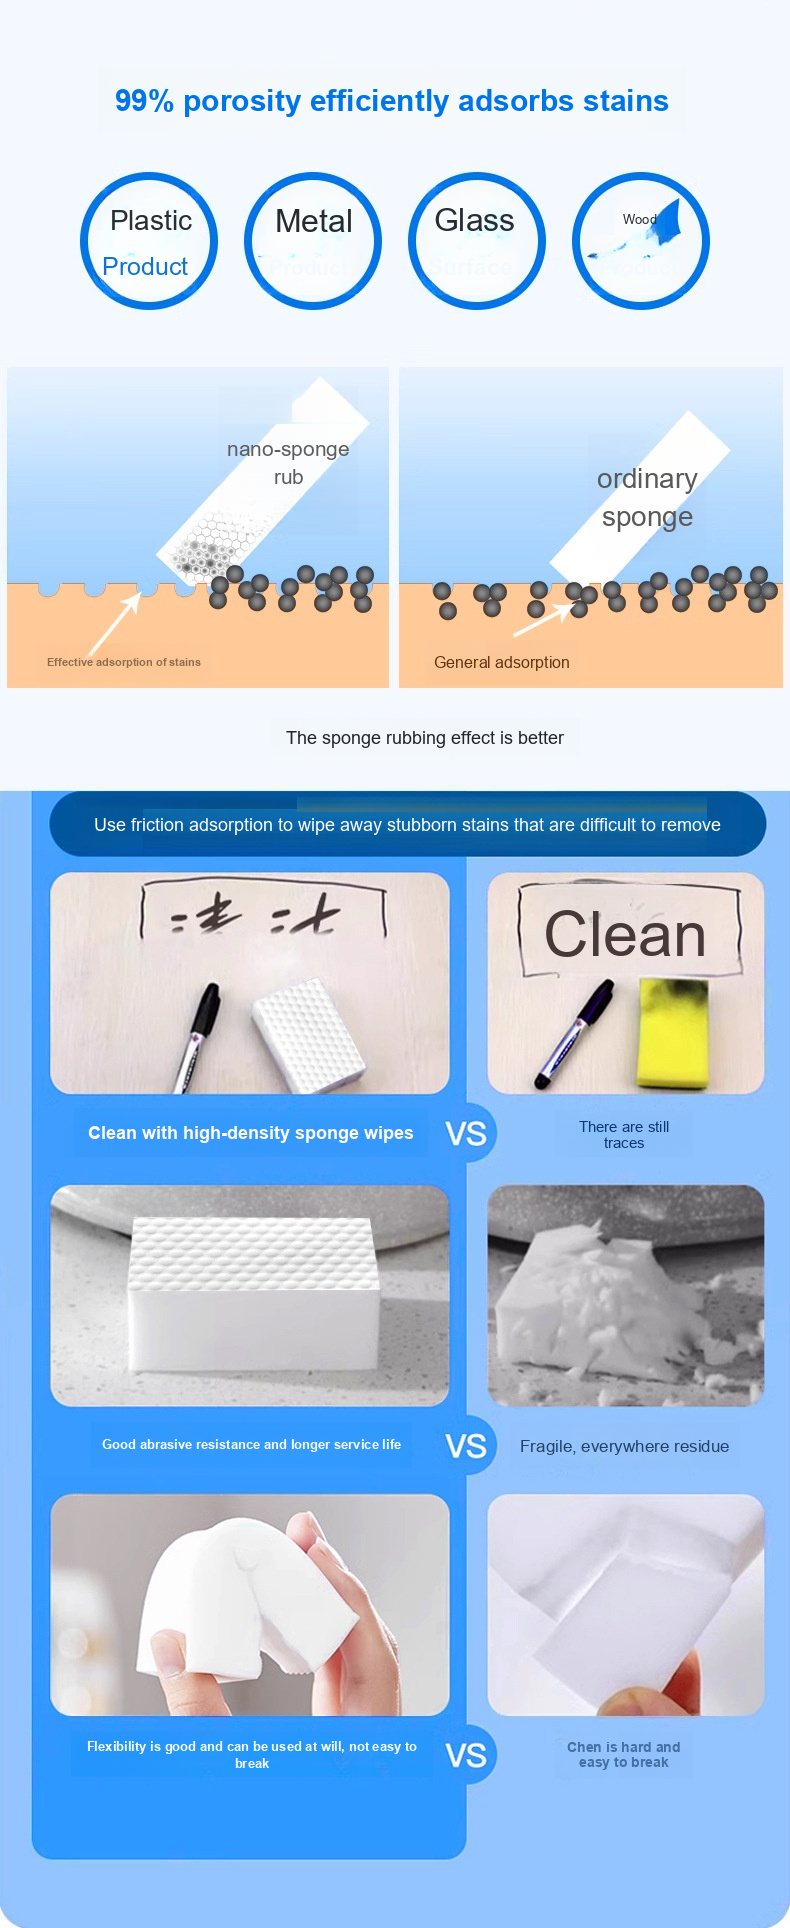 99% porosity efficiently adsorbs stains
Plastic
Product
Metal
Product
Glass
Surface
Wood
nano-sponge
rub
ordinary
sponge
Effective adsorption of stains
General adsorption
The sponge rubbing effect is better
Use friction adsorption to wipe away stubborn stains that are difficult to remove
Clean
Clean with high-density sponge wipes
VS
There are still
traces
Good abrasive resistance and longer service life
VS
Fragile, everywhere residue
Flexibility is good and can be used at will, not easy to
break
VS
Chen is hard and
easy to break